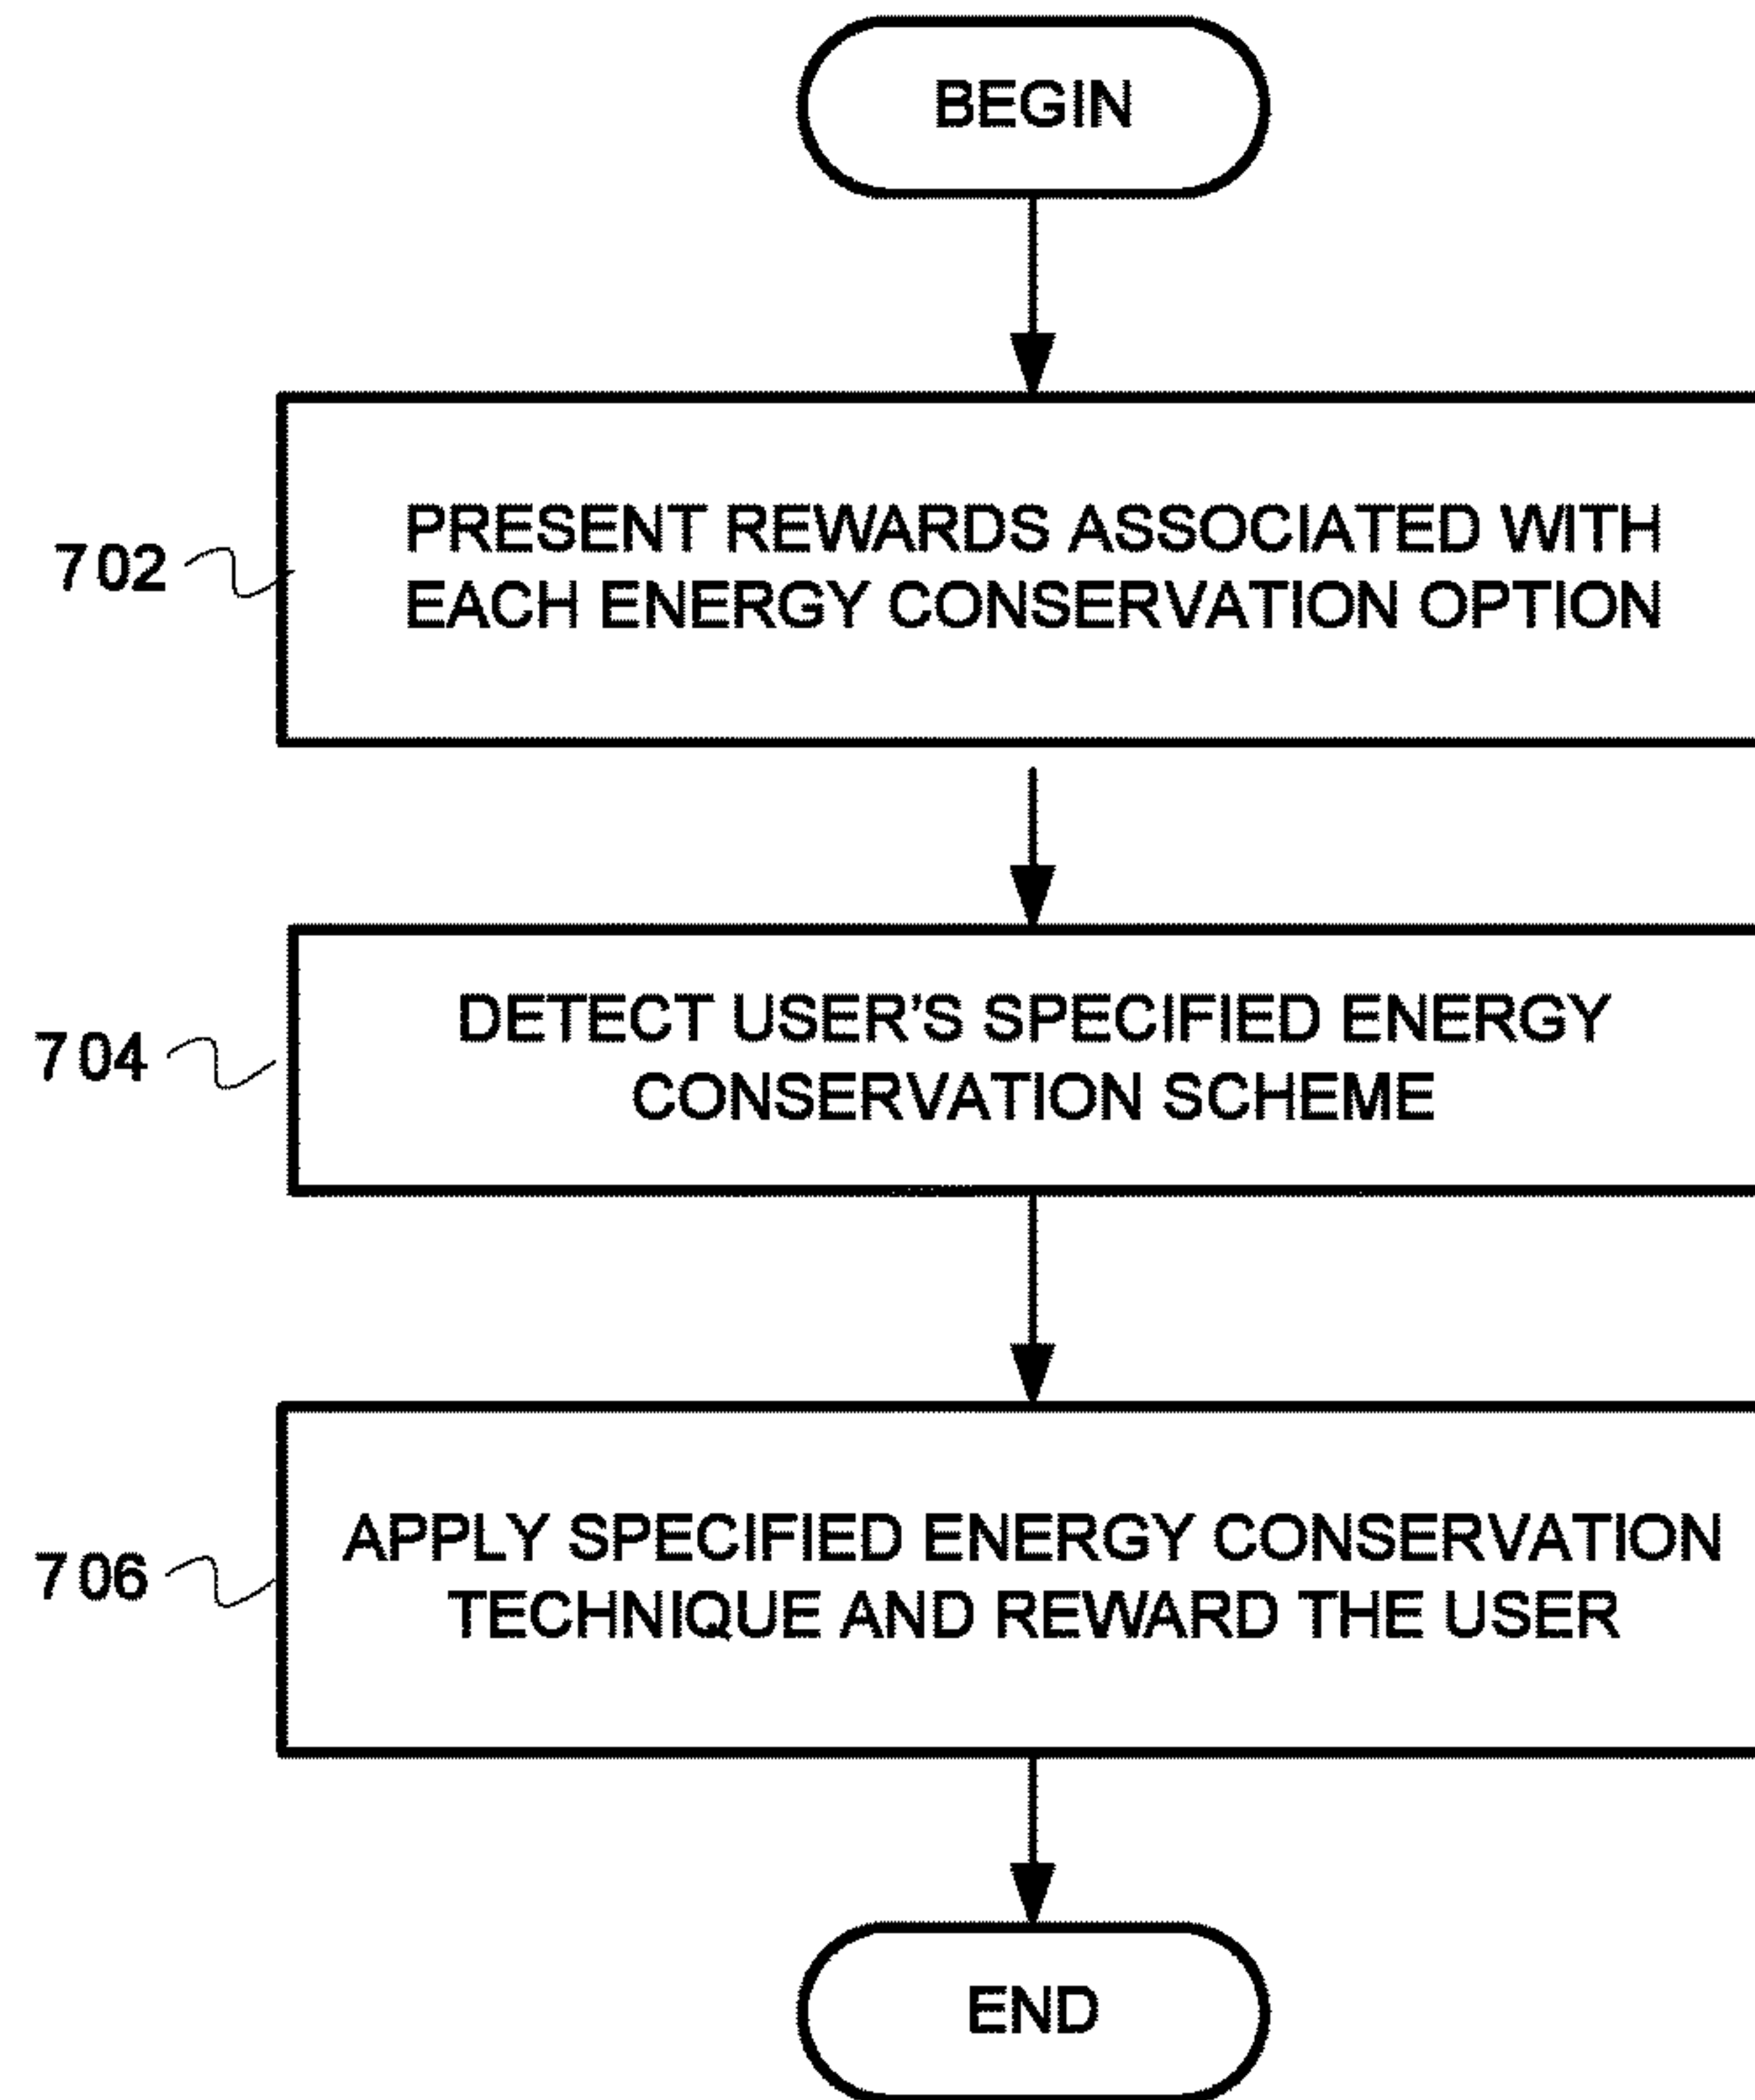 BEGIN
702
PRESENT REWARDS ASSOCIATED WITH
EACH ENERGY CONSERVATION OPTION
704
DETECT USER'S SPECIFIED ENERGY
CONSERVATION SCHEME
706
APPLY SPECIFIED ENERGY CONSERVATION
TECHNIQUE AND REWARD THE USER
END